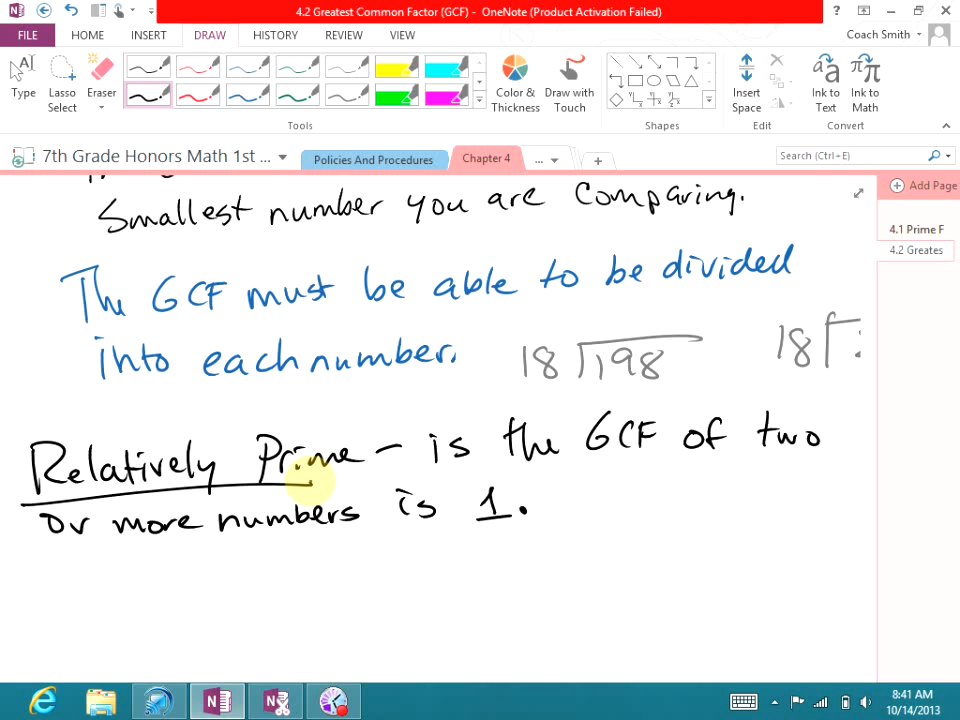 4.2 Greatest Common Factor (GCF) - OneNote (Product Activation Failed)
FILE HOME INSERT DRAW HISTORY REVIEW VIEW Coach Smith
Type Lasso Select Eraser Color & Thickness Draw with Touch Insert Space Ink to Text Ink to Math
Tools Shapes Edit Convert
7th Grade Honors Math 1st ... Policies And Procedures Chapter 4 ... + Search (Ctrl+E)
Add Page
4.1 Prime F
4.2 Greates
Smallest number you are comparing.
The GCF must be able to be divided
into each number. 18 198 18
Relatively Prime - is the GCF of two
or more numbers is 1.
8:41 AM
10/14/2013